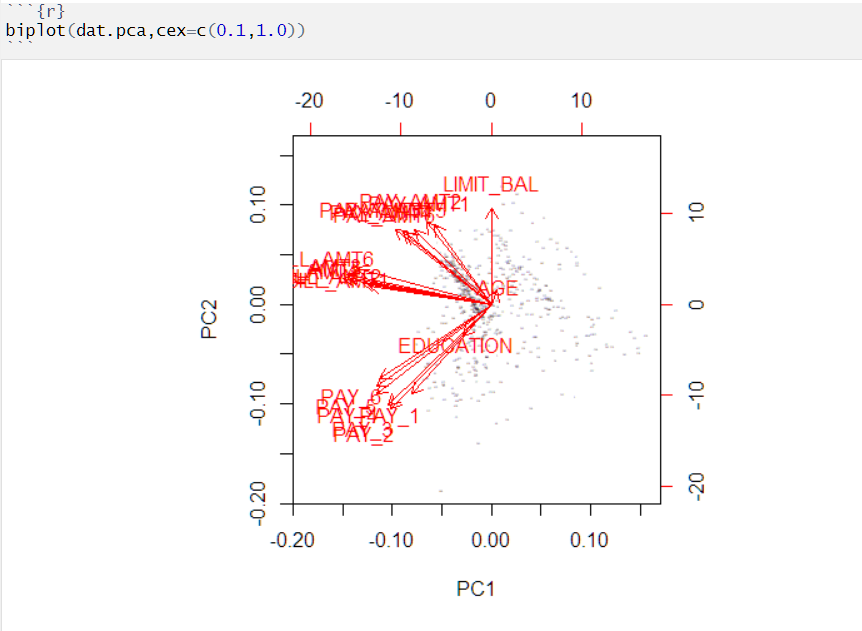 ```{r}
biplot(dat.pca,cex=c(0.1,1.0))
```
-20 -10 0 10
LIMIT_BAL
AGE
EDUCATION
PAY_6
PAY_1
PAY_3
PAY_2
0.10
0.00
-0.10
-0.20
PC2
10
0
-10
-20
-0.20 -0.10 0.00 0.10
PC1